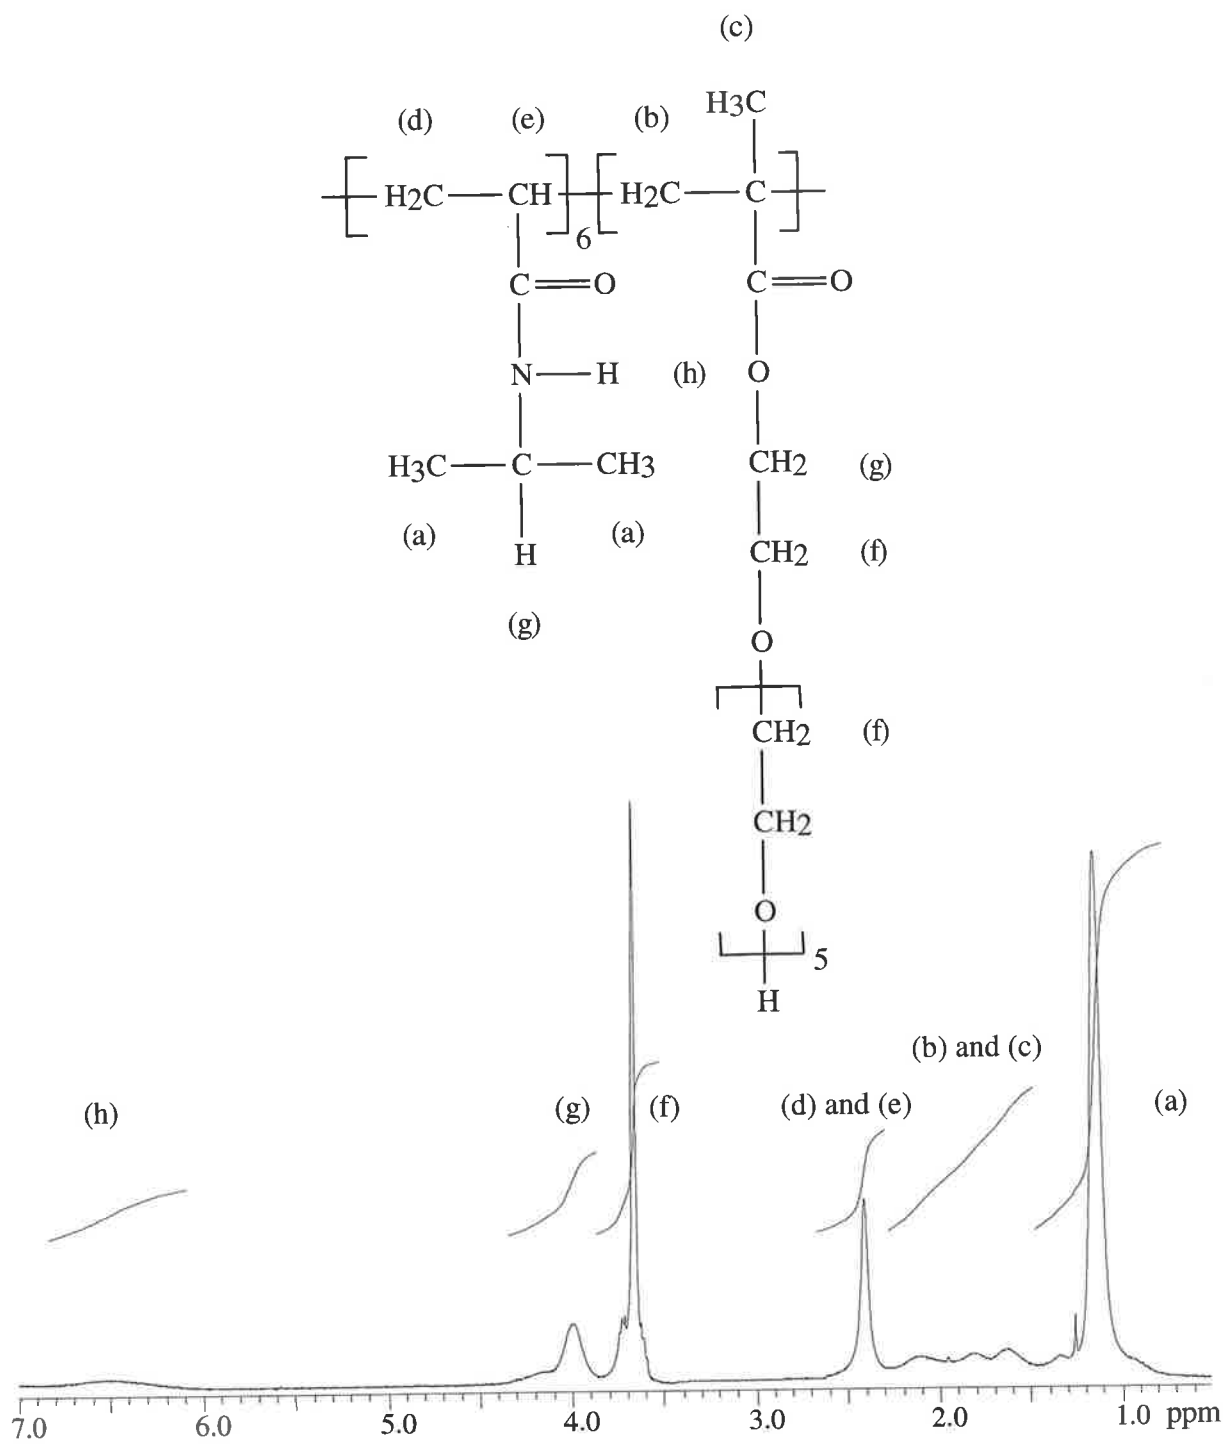 (c)
H3C
(d) (e) (b)
H2C CH H2C C
6
C O C O
N H (h) O
H3C C CH3 CH2 (g)
(a) H (a) CH2 (f)
(g) O
CH2 (f)
CH2
O
5
H
(b) and (c)
(h) (g) (f) (d) and (e) (a)
7.0 6.0 5.0 4.0 3.0 2.0 1.0 ppm